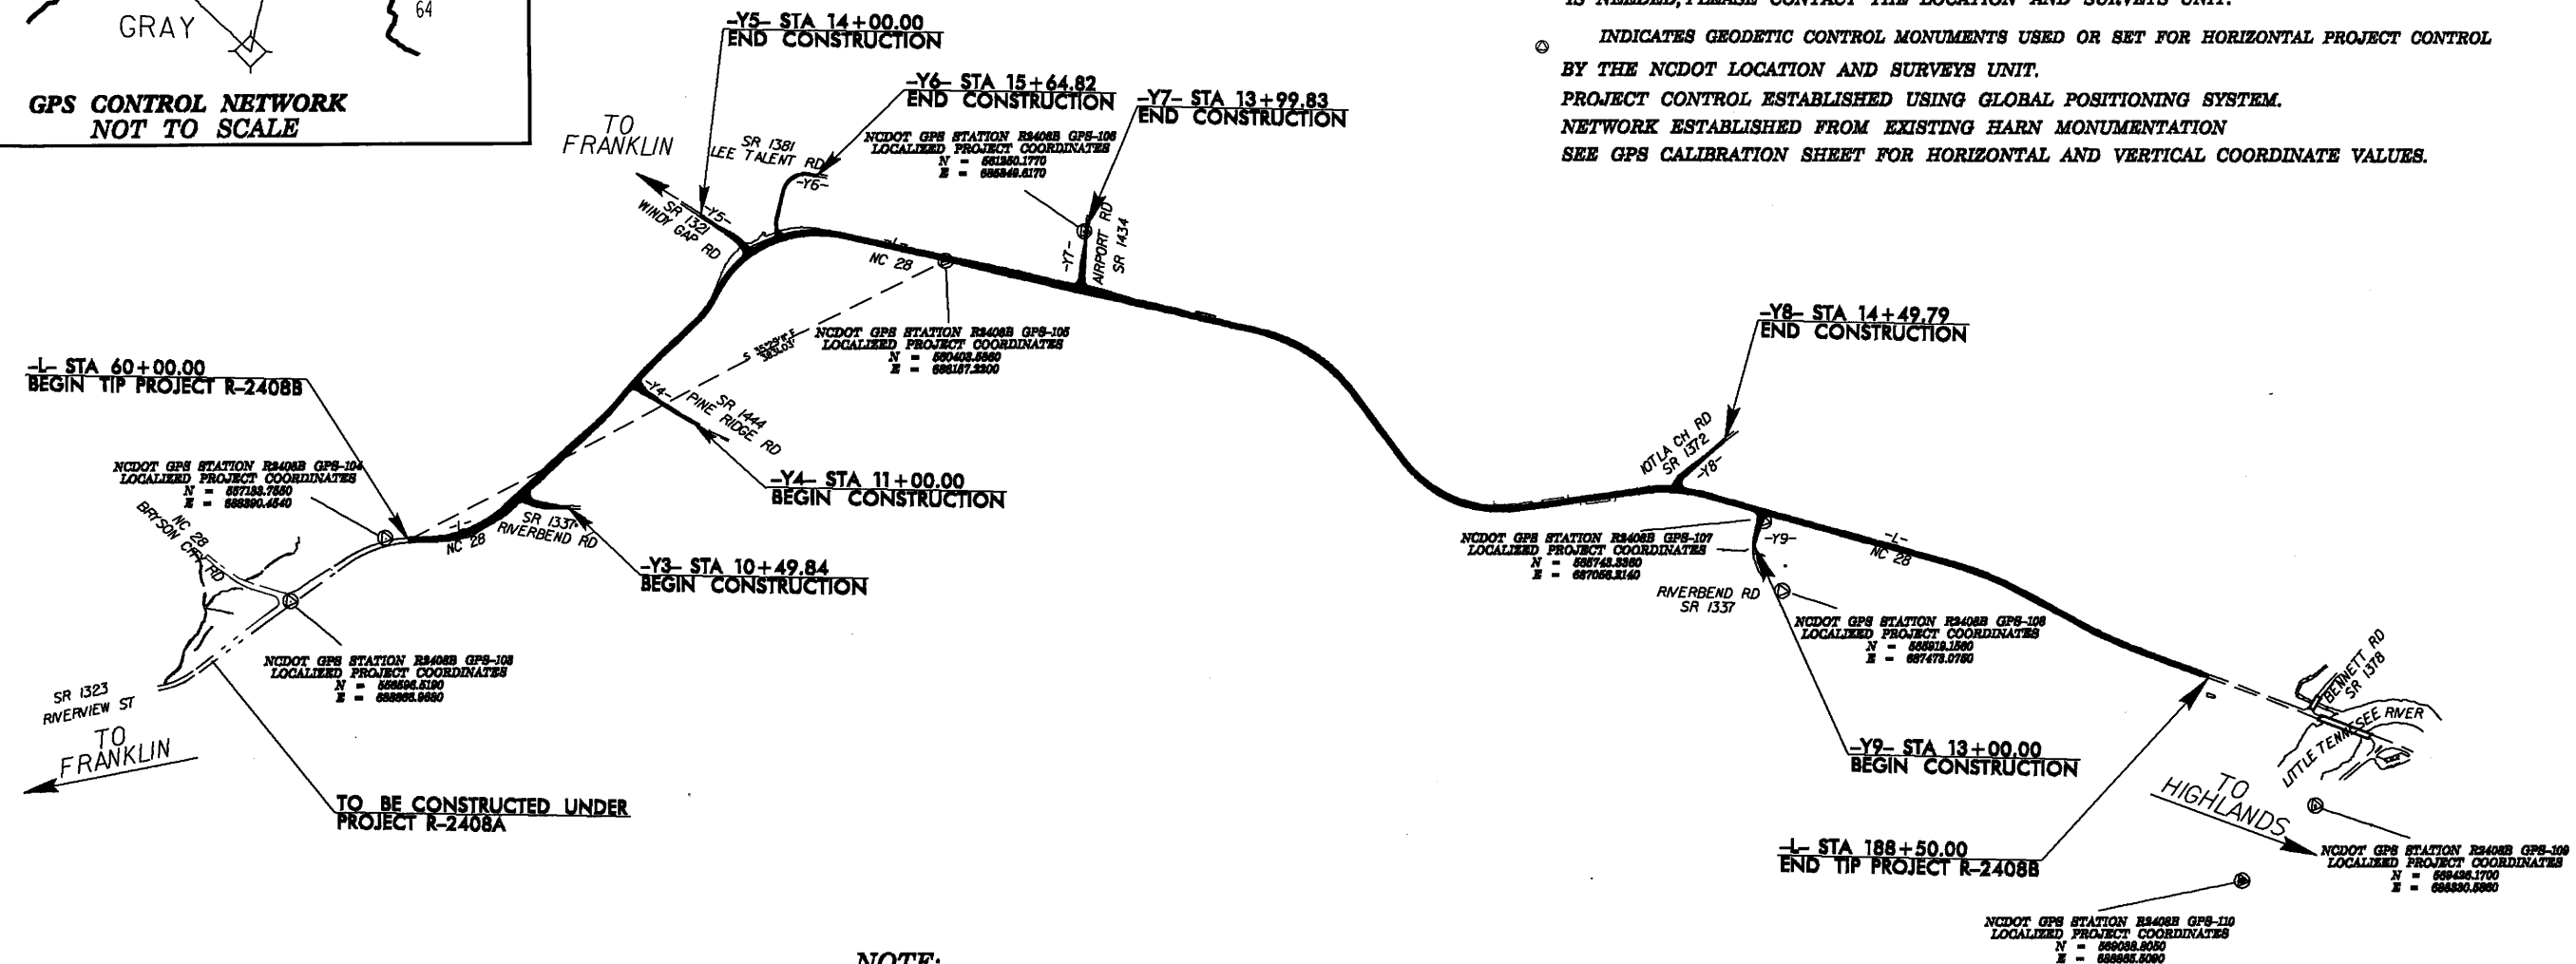 GRAY
64
GPS CONTROL NETWORK
NOT TO SCALE
IS NEEDED, PLEASE CONTACT THE LOCATION AND SURVEYS UNIT.
INDICATES GEODETIC CONTROL MONUMENTS USED OR SET FOR HORIZONTAL PROJECT CONTROL
BY THE NCDOT LOCATION AND SURVEYS UNIT.
PROJECT CONTROL ESTABLISHED USING GLOBAL POSITIONING SYSTEM.
NETWORK ESTABLISHED FROM EXISTING HARN MONUMENTATION
SEE GPS CALIBRATION SHEET FOR HORIZONTAL AND VERTICAL COORDINATE VALUES.
-Y5- STA 14+00.00
END CONSTRUCTION
-Y6- STA 15+64.82
END CONSTRUCTION
-Y7- STA 13+99.83
END CONSTRUCTION
TO
FRANKLIN
SR 1381
LEE TALENT RD
-Y6-
NCDOT GPS STATION R2408B GPS-106
LOCALIZED PROJECT COORDINATES
N =
E =
-Y5-
SR 1321
WINDY GAP RD
-L-
NC 28
-Y7-
AIRPORT RD
SR 1434
NCDOT GPS STATION R2408B GPS-105
LOCALIZED PROJECT COORDINATES
N =
E =
-L- STA 60+00.00
BEGIN TIP PROJECT R-2408B
-Y4-
SR 1444
PINE RIDGE RD
-Y4- STA 11+00.00
BEGIN CONSTRUCTION
NCDOT GPS STATION R2408B GPS-104
LOCALIZED PROJECT COORDINATES
N =
E =
NC 28
BRYSON CITY RD
-L-
NC 28
SR 1337
RIVERBEND RD
-Y3- STA 10+49.84
BEGIN CONSTRUCTION
NCDOT GPS STATION R2408B GPS-103
LOCALIZED PROJECT COORDINATES
N =
E =
SR 1323
RIVERVIEW ST
TO
FRANKLIN
TO BE CONSTRUCTED UNDER
PROJECT R-2408A
-Y8- STA 14+49.79
END CONSTRUCTION
IOTLA CH RD
SR 1372
-Y8-
NCDOT GPS STATION R2408B GPS-107
LOCALIZED PROJECT COORDINATES
N =
E =
-Y9-
-L-
NC 28
RIVERBEND RD
SR 1337
NCDOT GPS STATION R2408B GPS-108
LOCALIZED PROJECT COORDINATES
N =
E =
-Y9- STA 13+00.00
BEGIN CONSTRUCTION
BENNETT RD
SR 1378
LITTLE TENNESSEE RIVER
TO
HIGHLANDS
-L- STA 188+50.00
END TIP PROJECT R-2408B
NCDOT GPS STATION R2408B GPS-109
LOCALIZED PROJECT COORDINATES
N =
E =
NCDOT GPS STATION R2408B GPS-110
LOCALIZED PROJECT COORDINATES
N =
E =
NOTE: